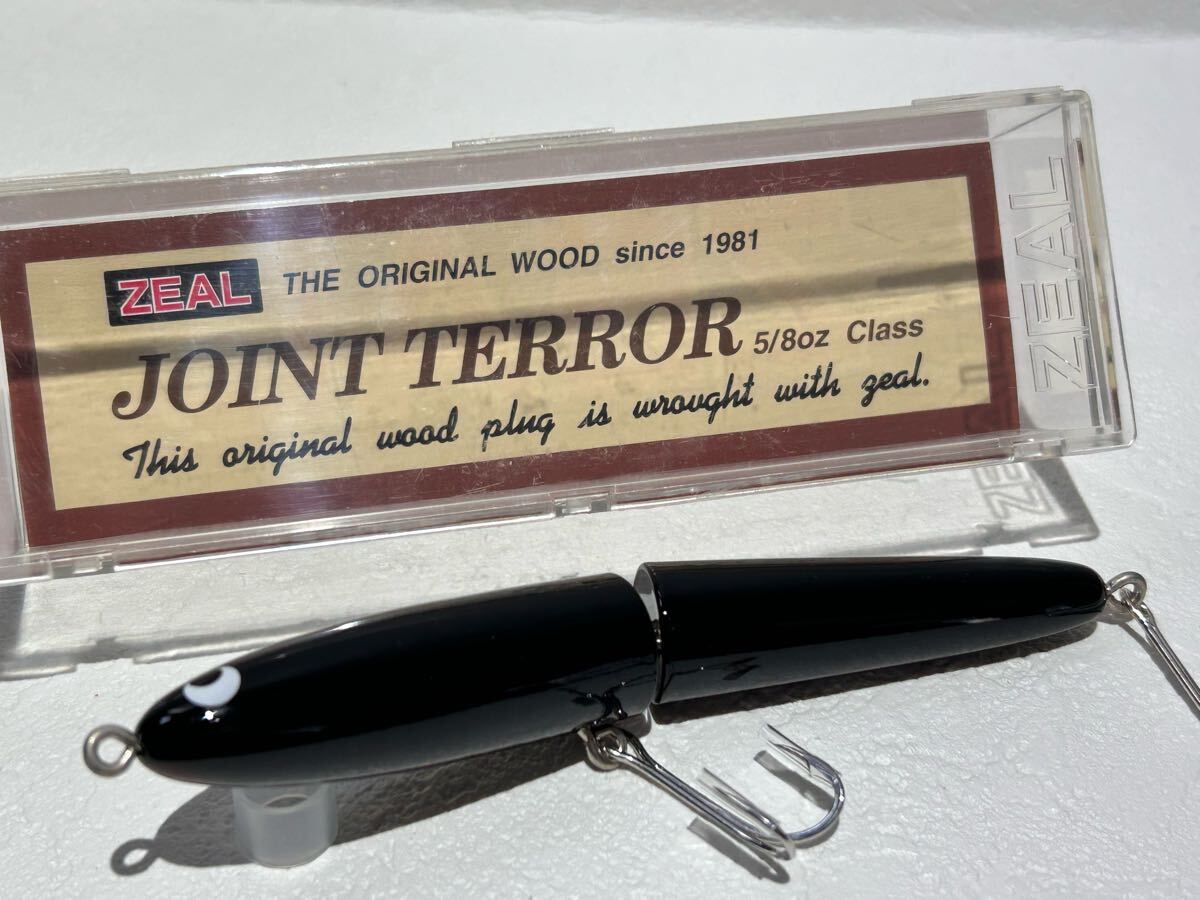 ZEAL THE ORIGINAL WOOD since 1981
JOINT TERROR 5/8oz Class
This original wood plug is wrought with zeal.
ZEAL